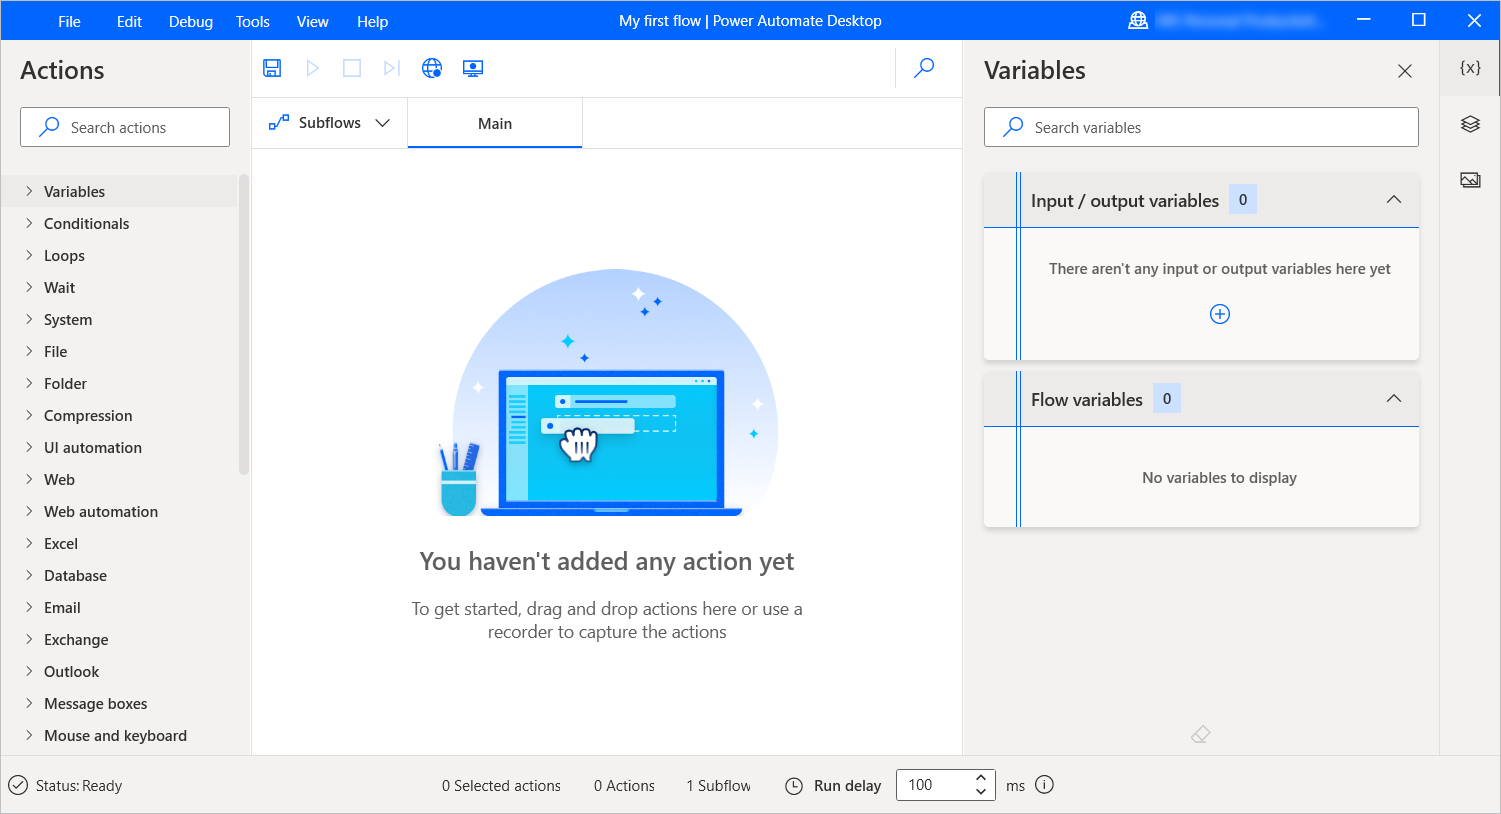 File Edit Debug Tools View Help My first flow | Power Automate Desktop
Actions
Search actions
Variables
Conditionals
Loops
Wait
System
File
Folder
Compression
UI automation
Web
Web automation
Excel
Database
Email
Exchange
Outlook
Message boxes
Mouse and keyboard
Subflows
Main
You haven't added any action yet
To get started, drag and drop actions here or use a
recorder to capture the actions
Variables
{x}
Search variables
Input / output variables 0
There aren't any input or output variables here yet
Flow variables 0
No variables to display
Status: Ready 0 Selected actions 0 Actions 1 Subflow Run delay 100 ms